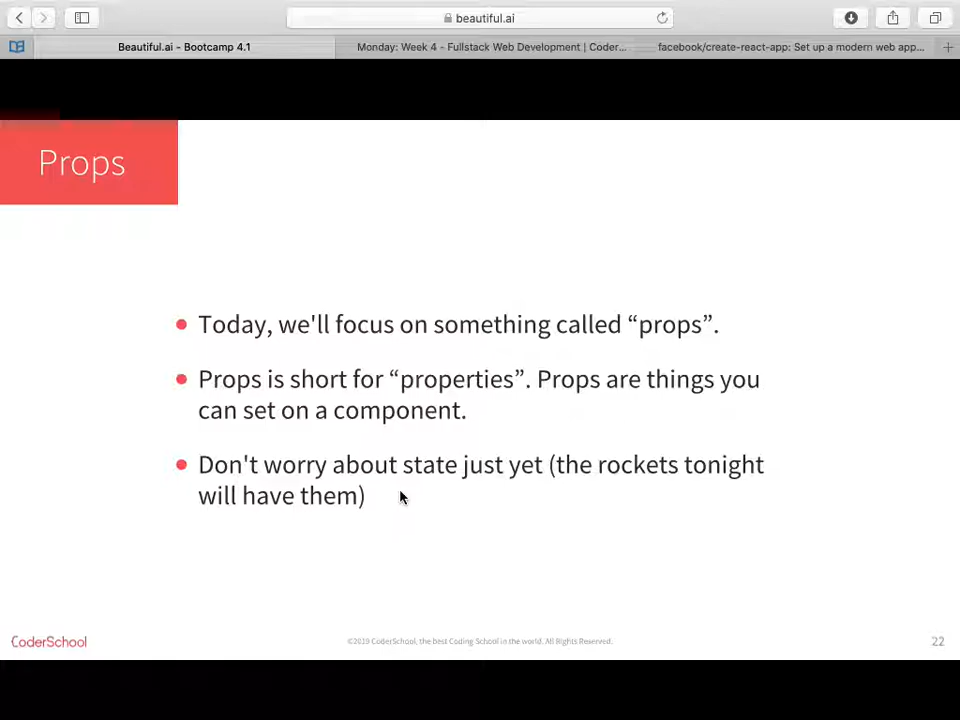 beautiful.ai
Beautiful.ai - Bootcamp 4.1
Monday: Week 4 - Fullstack Web Development | Coder...
facebook/create-react-app: Set up a modern web app...
Props
Today, we'll focus on something called “props”.
Props is short for “properties”. Props are things you
can set on a component.
Don't worry about state just yet (the rockets tonight
will have them)
CoderSchool
©2019 CoderSchool, the best Coding School in the world. All Rights Reserved.
22